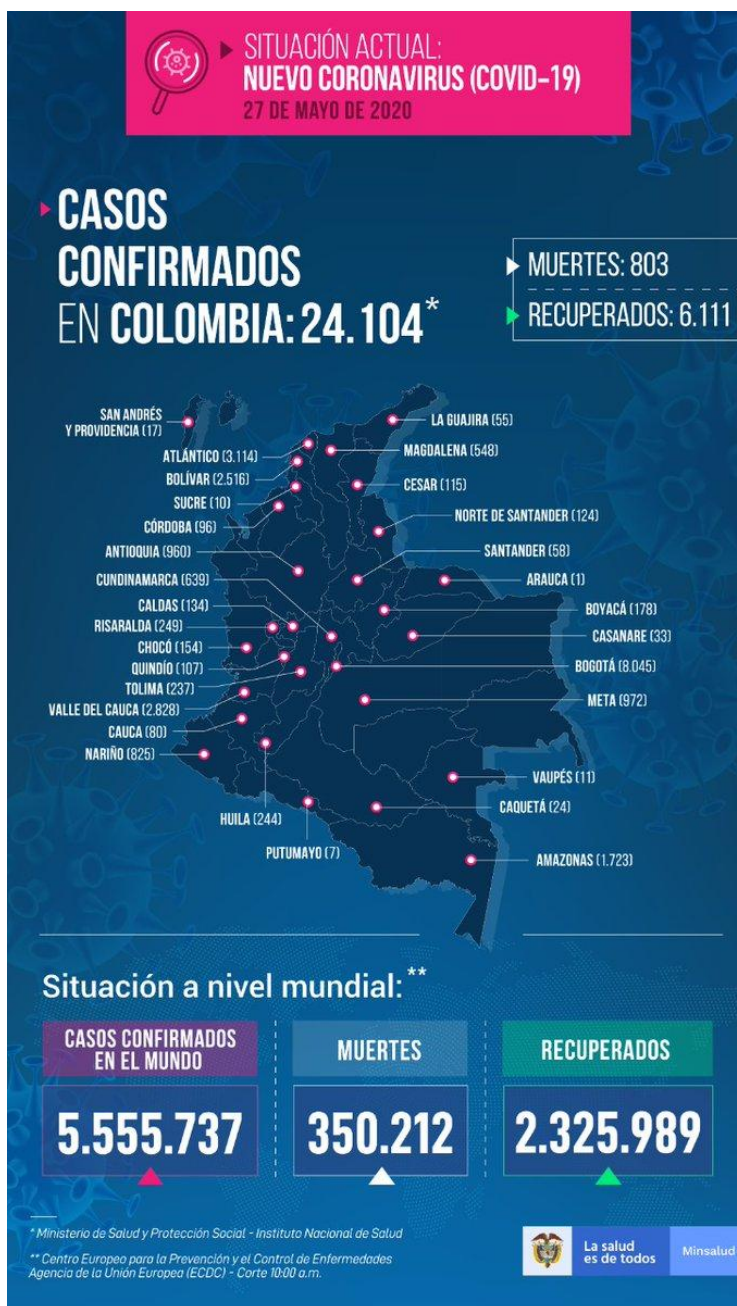 SITUACIÓN ACTUAL:
NUEVO CORONAVIRUS (COVID-19)
27 DE MAYO DE 2020
CASOS
CONFIRMADOS
EN COLOMBIA: 24.104*
MUERTES: 803
RECUPERADOS: 6.111
SAN ANDRÉS
Y PROVIDENCIA (17)
ATLÁNTICO (3.114)
BOLÍVAR (2.516)
SUCRE (10)
CÓRDOBA (96)
ANTIOQUIA (960)
CUNDINAMARCA (639)
CALDAS (134)
RISARALDA (249)
CHOCÓ (154)
QUINDÍO (107)
TOLIMA (237)
VALLE DEL CAUCA (2.828)
CAUCA (80)
NARIÑO (825)
HUILA (244)
PUTUMAYO (7)
LA GUAJIRA (55)
MAGDALENA (548)
CESAR (115)
NORTE DE SANTANDER (124)
SANTANDER (58)
ARAUCA (1)
BOYACÁ (178)
CASANARE (33)
BOGOTÁ (8.045)
META (972)
VAUPÉS (11)
CAQUETÁ (24)
AMAZONAS (1.723)
Situación a nivel mundial:**
CASOS CONFIRMADOS
EN EL MUNDO
5.555.737
MUERTES
350.212
RECUPERADOS
2.325.989
* Ministerio de Salud y Protección Social - Instituto Nacional de Salud
** Centro Europeo para la Prevención y el Control de Enfermedades
Agencia de la Unión Europea (ECDC) - Corte 10:00 a.m.
La salud
es de todos
Minsalud